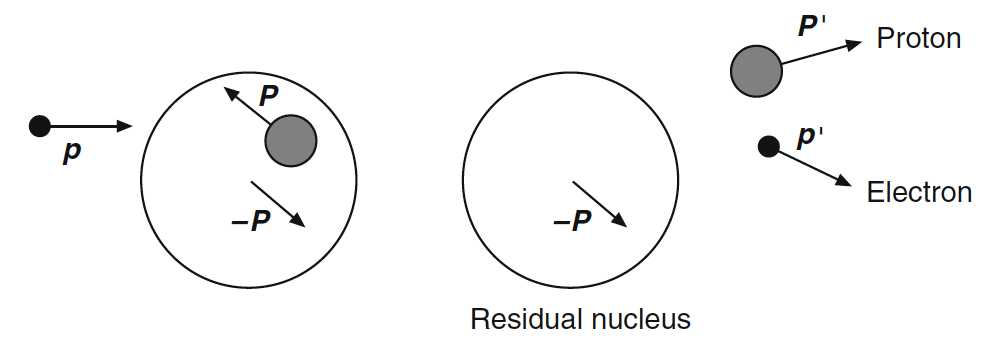 p
P
–P
–P
Residual nucleus
P'
Proton
p'
Electron